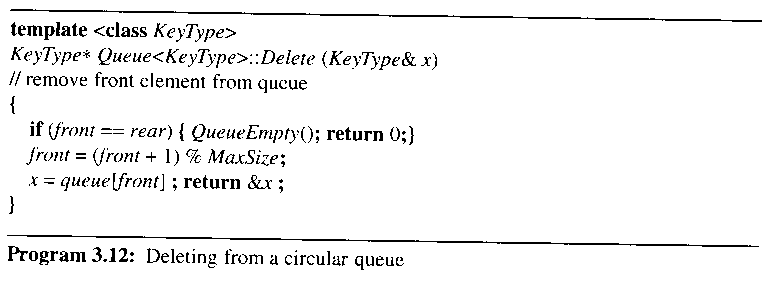 template <class KeyType>
KeyType* Queue<KeyType>::Delete (KeyType& x)
// remove front element from queue
{
if (front == rear) { QueueEmpty(); return 0;}
front = (front + 1) % MaxSize;
x = queue[front] ; return &x ;
}
Program 3.12: Deleting from a circular queue